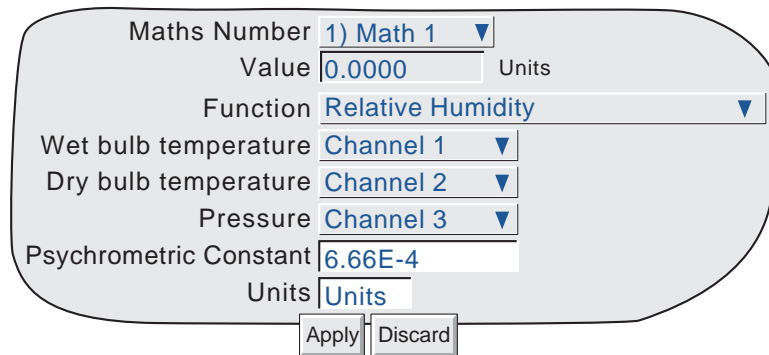 Maths Number 1) Math 1
Value 0.0000 Units
Function Relative Humidity
Wet bulb temperature Channel 1
Dry bulb temperature Channel 2
Pressure Channel 3
Psychrometric Constant 6.66E-4
Units Units
Apply Discard